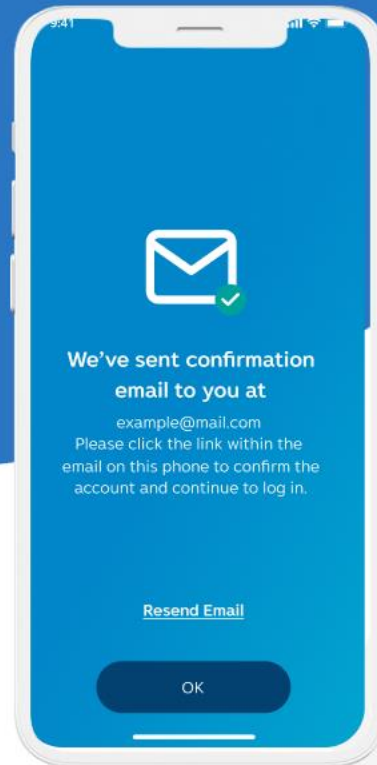 9:41
We've sent confirmation
email to you at
example@mail.com
Please click the link within the
email on this phone to confirm the
account and continue to log in.
Resend Email
OK